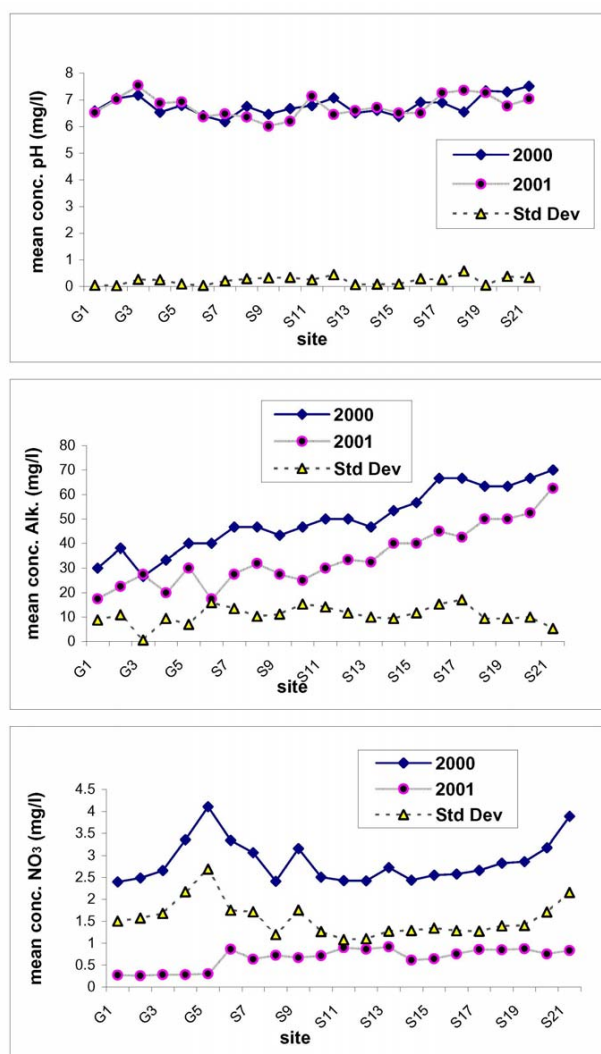 mean conc. pH (mg/l)
8
7
6
5
4
3
2
1
0
2000
2001
Std Dev
G1
G3
G5
S7
S9
S11
S13
S15
S17
S19
S21
site
mean conc. Alk. (mg/l)
2000
2001
Std Dev
80
70
60
50
40
30
20
10
0
G1
G3
G5
S7
S9
S11
S13
S15
S17
S19
S21
site
mean conc. NO₃ (mg/l)
2000
2001
Std Dev
4.5
4
3.5
3
2.5
2
1.5
1
0.5
0
G1
G3
G5
S7
S9
S11
S13
S15
S17
S19
S21
site